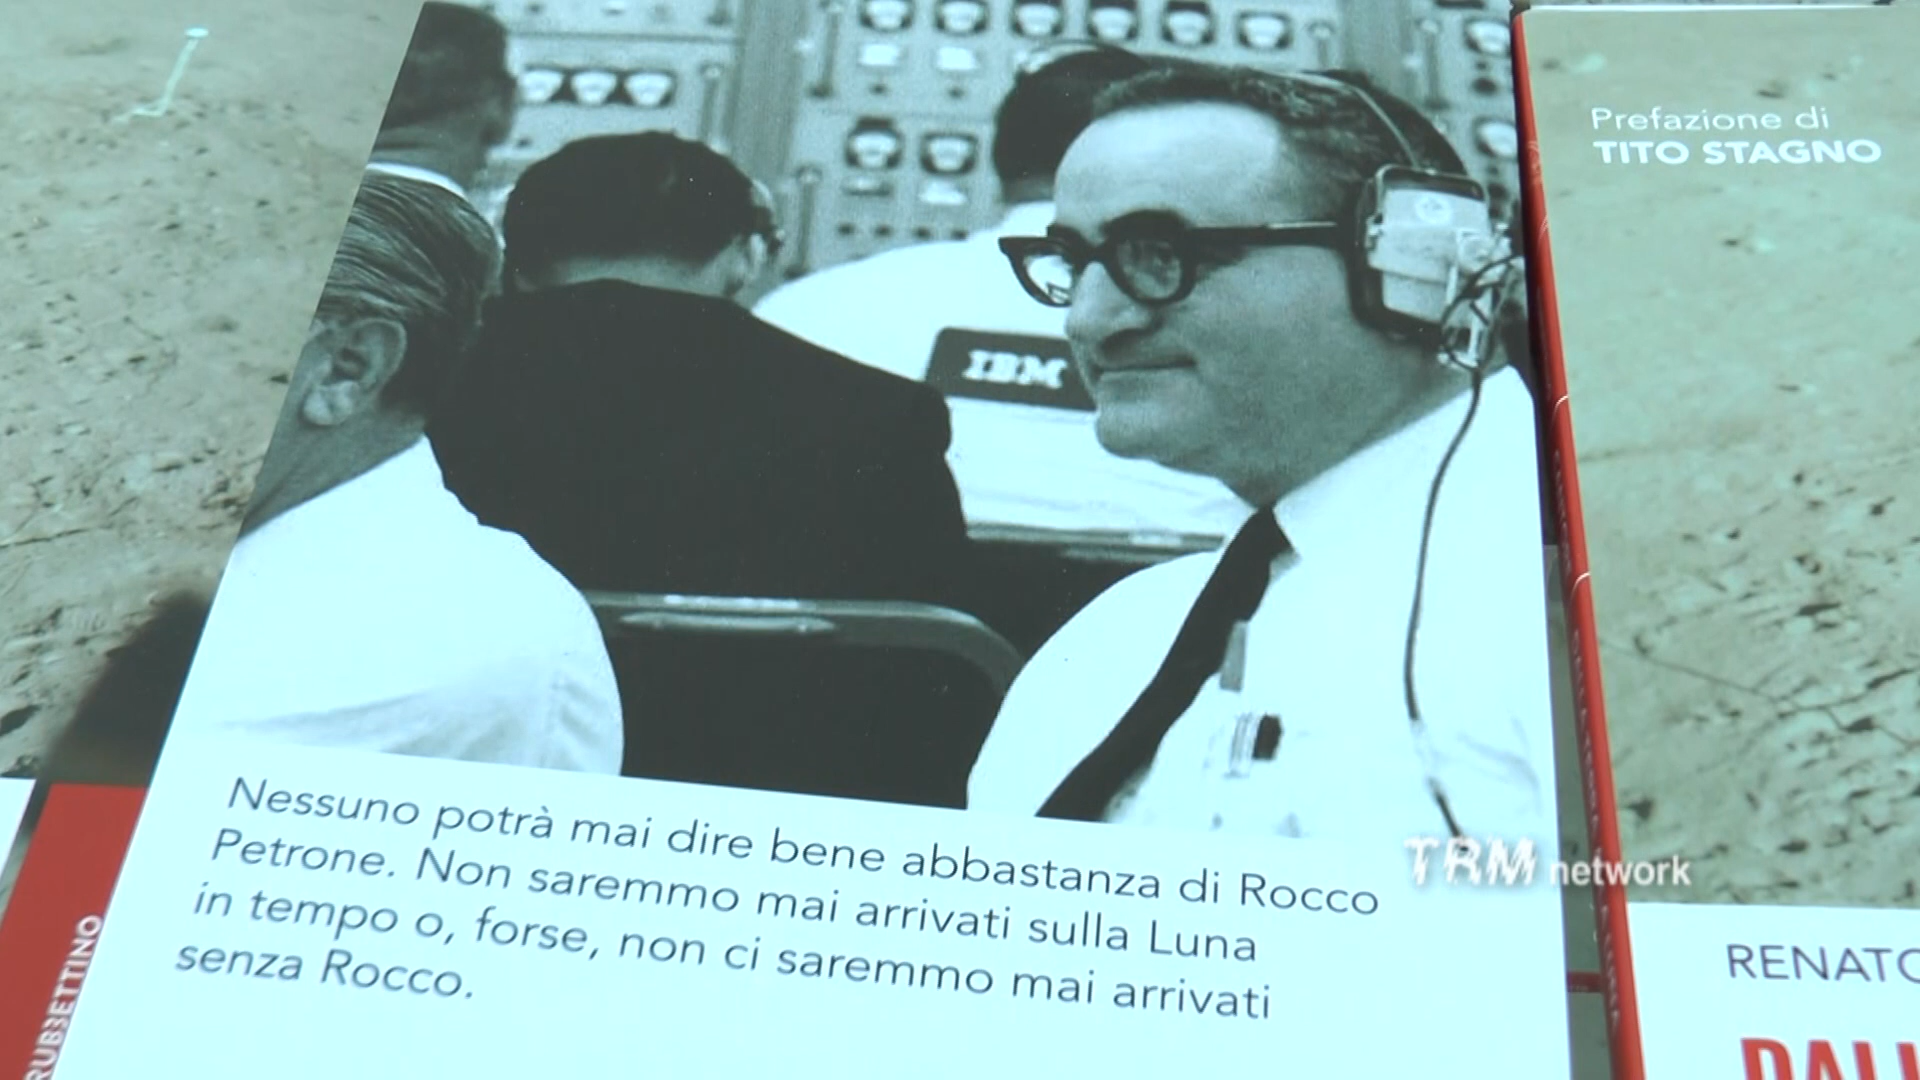 IBM
Nessuno potrà mai dire bene abbastanza di Rocco
Petrone. Non saremmo mai arrivati sulla Luna
in tempo o, forse, non ci saremmo mai arrivati
senza Rocco.
RUBBETTINO
Prefazione di
TITO STAGNO
TRM network
RENATO